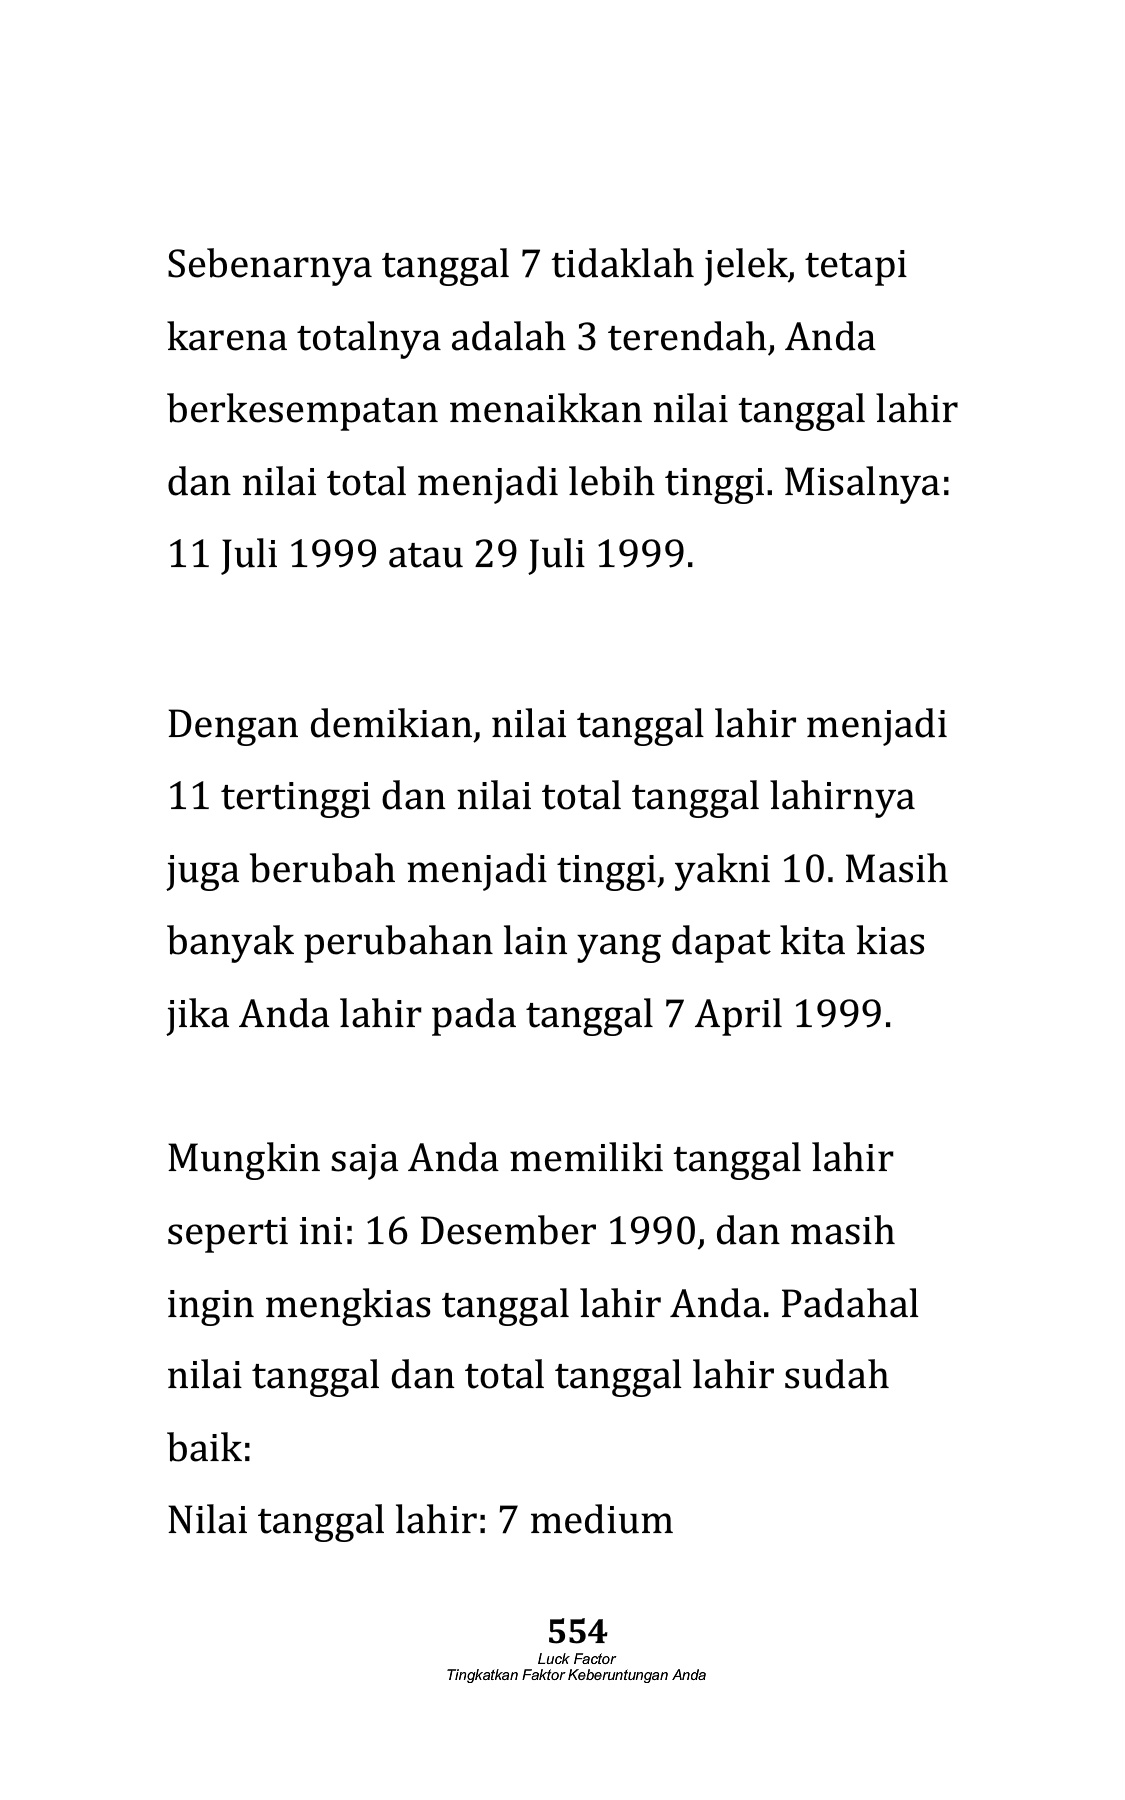 Sebenarnya tanggal 7 tidaklah jelek, tetapi
karena totalnya adalah 3 terendah, Anda
berkesempatan menaikkan nilai tanggal lahir
dan nilai total menjadi lebih tinggi. Misalnya:
11 Juli 1999 atau 29 Juli 1999.
Dengan demikian, nilai tanggal lahir menjadi
11 tertinggi dan nilai total tanggal lahirnya
juga berubah menjadi tinggi, yakni 10. Masih
banyak perubahan lain yang dapat kita kias
jika Anda lahir pada tanggal 7 April 1999.
Mungkin saja Anda memiliki tanggal lahir
seperti ini: 16 Desember 1990, dan masih
ingin mengkias tanggal lahir Anda. Padahal
nilai tanggal dan total tanggal lahir sudah
baik:
Nilai tanggal lahir: 7 medium
554
Luck Factor
Tingkatkan Faktor Keberuntungan Anda